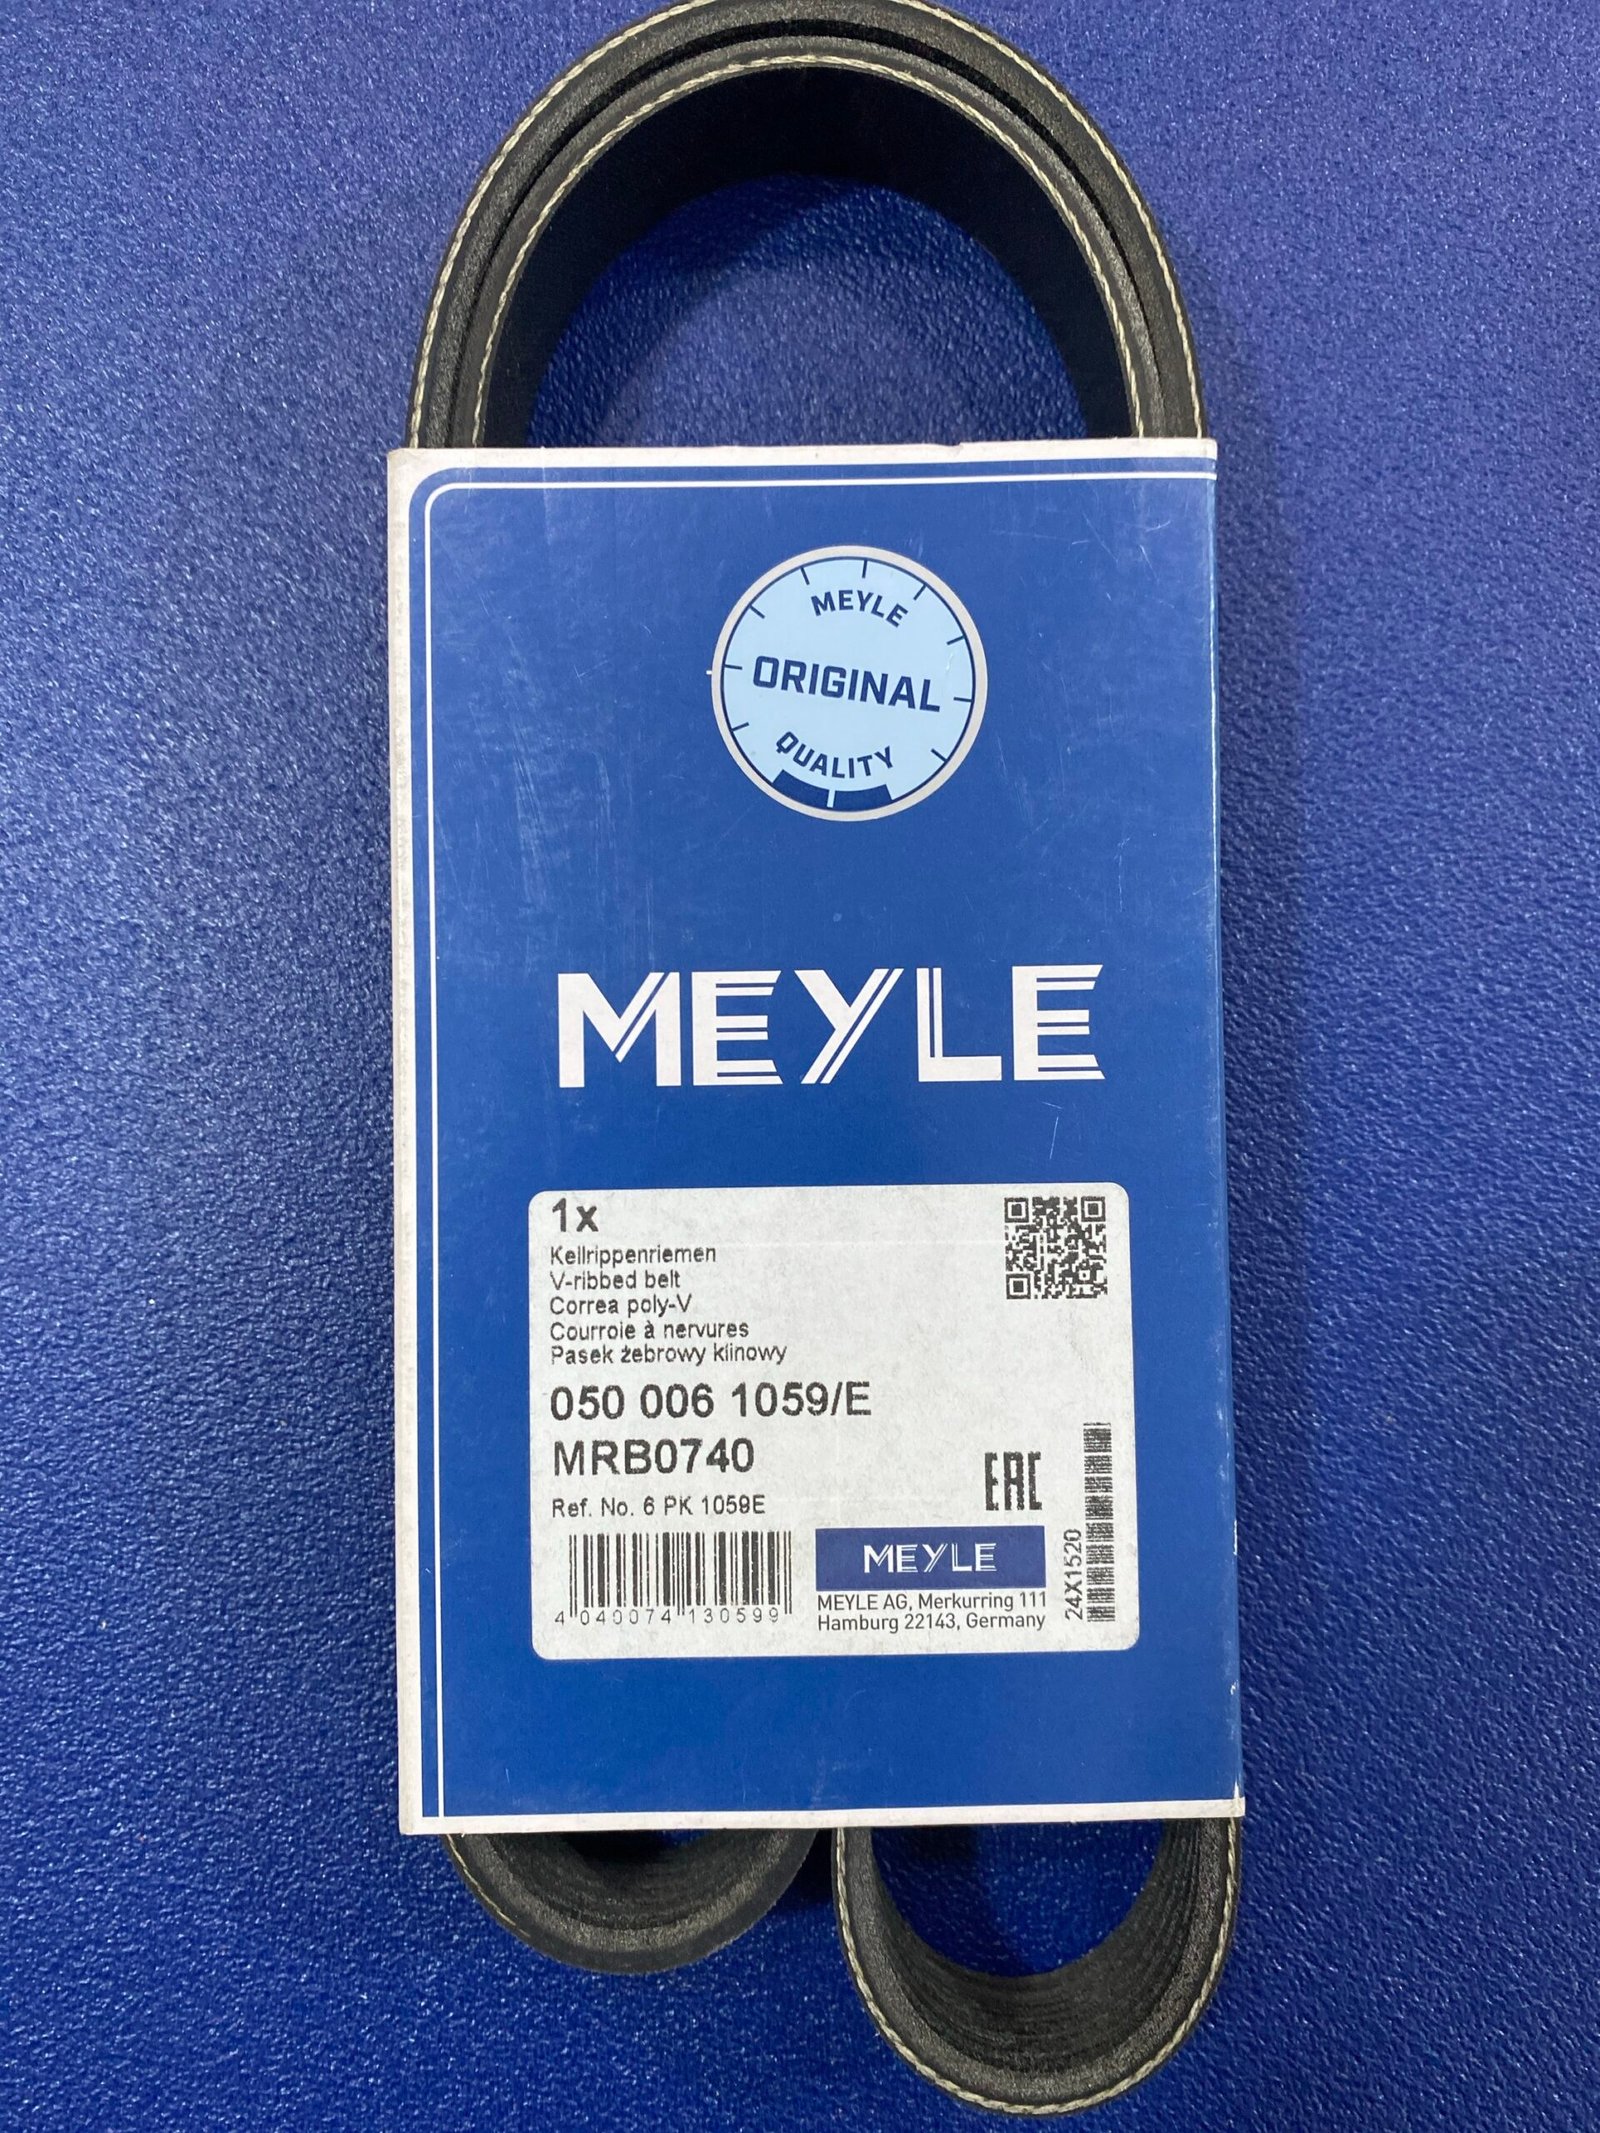 MEYLE
ORIGINAL
QUALITY
MEYLE
1x
Keilrippenriemen
V-ribbed belt
Correa poly-V
Courroie à nervures
Pasek żebrowy klinowy
050 006 1059/E
MRB0740
Ref. No. 6 PK 1059E
EAC
4 040074 130599
MEYLE
MEYLE AG, Merkurring 111
Hamburg 22143, Germany
24X1520